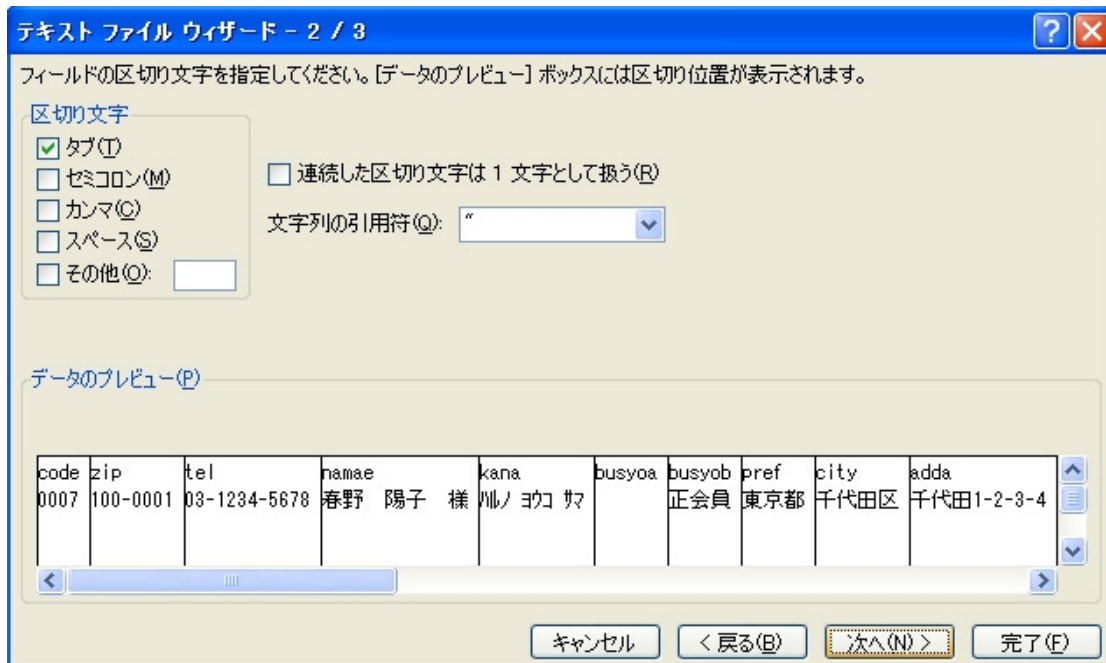 テキスト ファイル ウィザード - 2 / 3
フィールドの区切り文字を指定してください。[データのプレビュー] ボックスには区切り位置が表示されます。
区切り文字
タブ(T)
セミコロン(M)
カンマ(C)
スペース(S)
その他(O):
連続した区切り文字は 1 文字として扱う(R)
文字列の引用符(Q): "
データのプレビュー(P)
code zip tel namae kana busyoa busyob pref city adda
0007 100-0001 03-1234-5678 春野　陽子　様 ﾊﾙﾉ ﾖｳｺ ｻﾏ 正会員 東京都 千代田区 千代田1-2-3-4
キャンセル < 戻る(B) 次へ(N) > 完了(F)